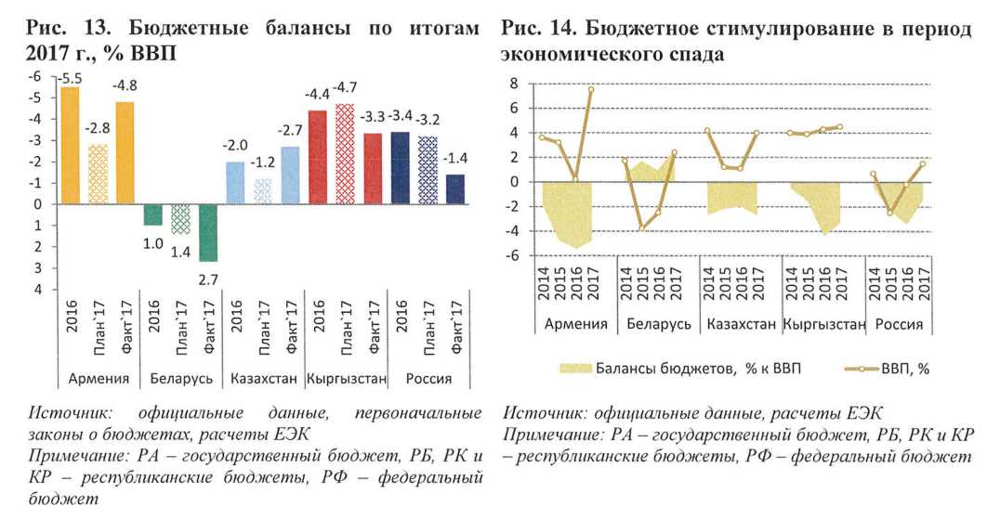 Рис. 13. Бюджетные балансы по итогам
2017 г., % ВВП
-6
-5
-4
-3
-2
-1
0
1
2
3
4
-5.5
-2.8
-4.8
1.0
1.4
2.7
-2.0
-1.2
-2.7
-4.4
-4.7
-3.3
-3.4
-3.2
-1.4
2016
План`17
Факт`17
2016
План`17
Факт`17
2016
План`17
Факт`17
2016
План`17
Факт`17
2016
План`17
Факт`17
Армения
Беларусь
Казахстан
Кыргызстан
Россия
Источник: официальные данные, первоначальные
законы о бюджетах, расчеты ЕЭК
Примечание: РА – государственный бюджет, РБ, РК и
КР – республиканские бюджеты, РФ – федеральный
бюджет
Рис. 14. Бюджетное стимулирование в период
экономического спада
8
6
4
2
0
-2
-4
-6
2014
2015
2016
2017
2014
2015
2016
2017
2014
2015
2016
2017
2014
2015
2016
2017
2014
2015
2016
2017
Армения
Беларусь
Казахстан
Кыргызстан
Россия
Балансы бюджетов, % к ВВП
ВВП, %
Источник: официальные данные, расчеты ЕЭК
Примечание: РА – государственный бюджет, РБ, РК и КР
– республиканские бюджеты, РФ – федеральный бюджет